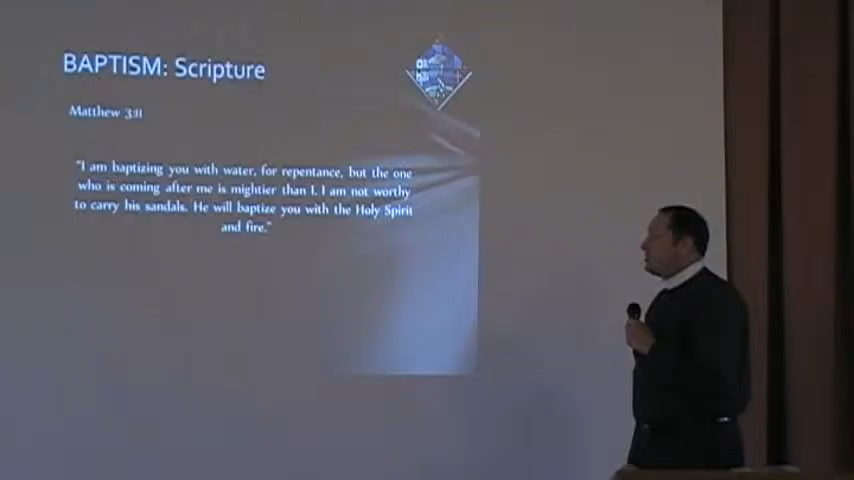 BAPTISM: Scripture
Matthew 3:11
"I am baptizing you with water, for repentance, but the one
who is coming after me is mightier than I. I am not worthy
to carry his sandals. He will baptize you with the Holy Spirit
and fire."